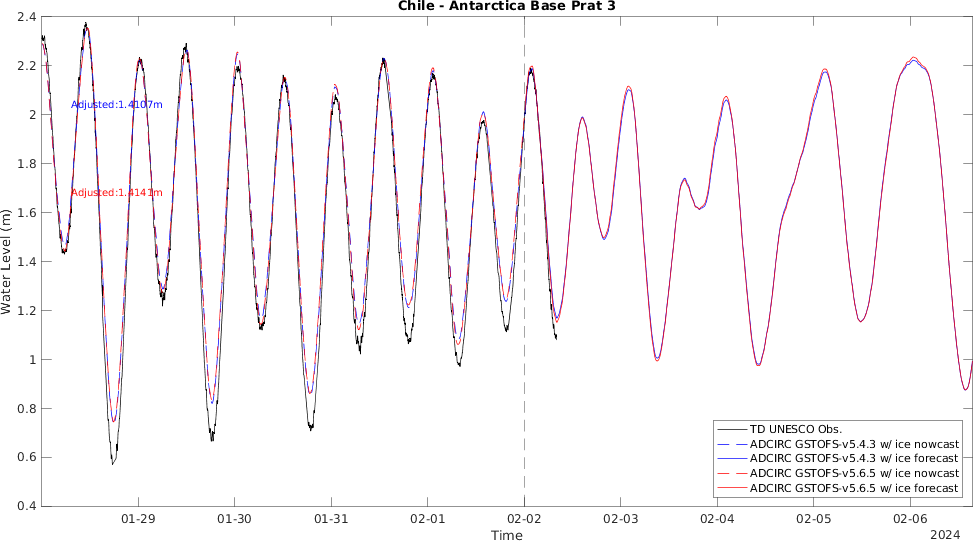 Chile - Antarctica Base Prat 3
2.4
2.2
2
1.8
1.6
1.4
1.2
1
0.8
0.6
0.4
Water Level (m)
Adjusted:1.4107m
Adjusted:1.4141m
TD UNESCO Obs.
ADCIRC GSTOFS-v5.4.3 w/ ice nowcast
ADCIRC GSTOFS-v5.4.3 w/ ice forecast
ADCIRC GSTOFS-v5.6.5 w/ ice nowcast
ADCIRC GSTOFS-v5.6.5 w/ ice forecast
01-29 01-30 01-31 02-01 02-02 02-03 02-04 02-05 02-06
Time
2024